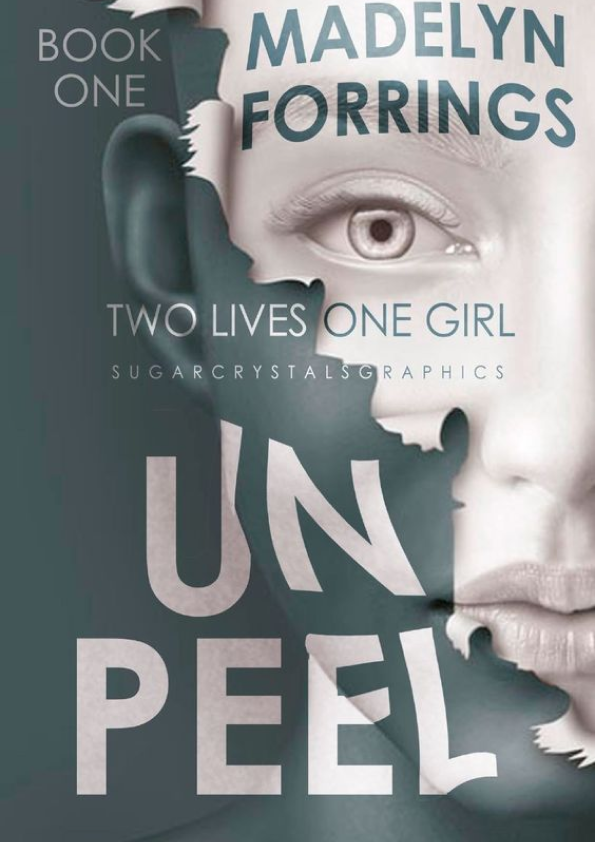 BOOK
ONE
MADELYN
FORRINGS
TWO LIVES ONE GIRL
SUGARCRYSTALSGRAPHICS
UN
PEEL